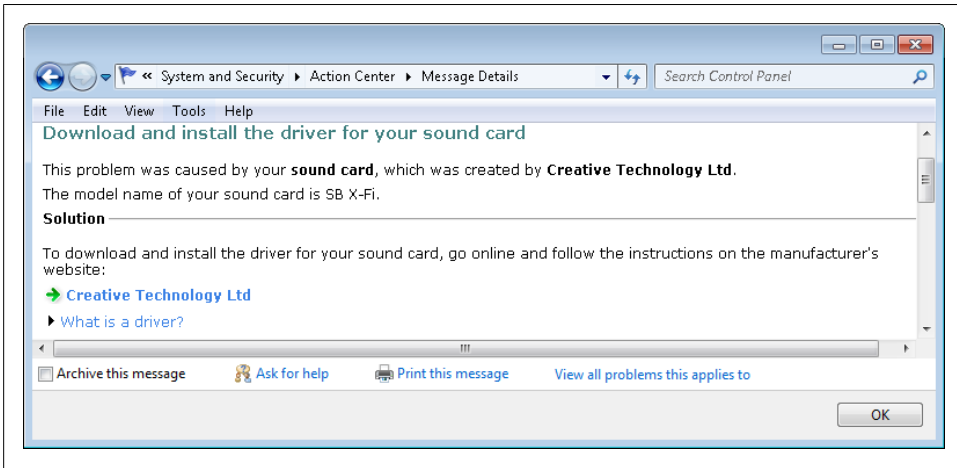 « System and Security ▸ Action Center ▸ Message Details
Search Control Panel
File Edit View Tools Help
Download and install the driver for your sound card
This problem was caused by your sound card, which was created by Creative Technology Ltd.
The model name of your sound card is SB X-Fi.
Solution
To download and install the driver for your sound card, go online and follow the instructions on the manufacturer's
website:
Creative Technology Ltd
What is a driver?
Archive this message Ask for help Print this message View all problems this applies to
OK